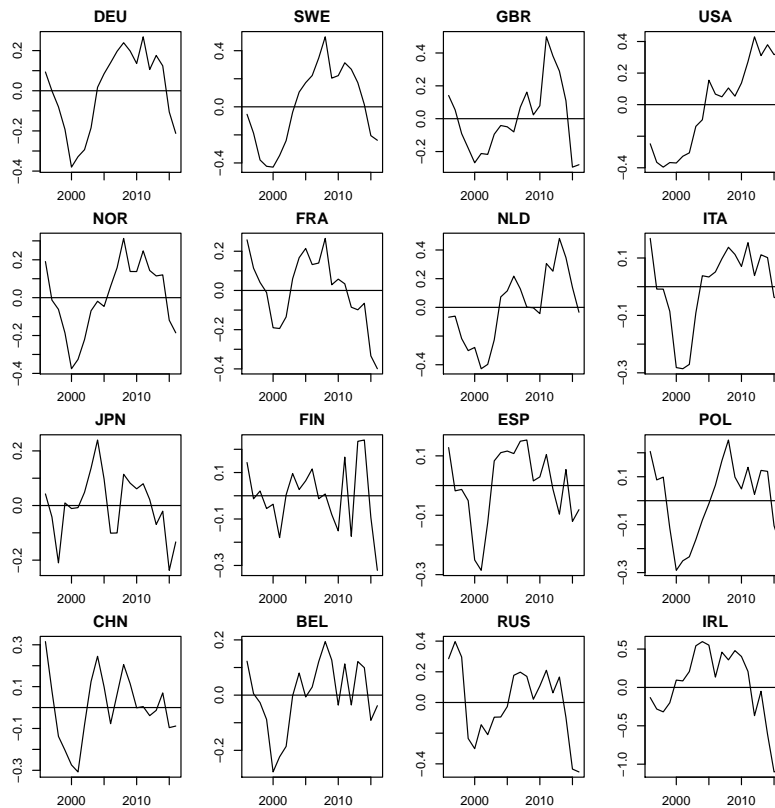 DEU
−0.4 −0.2 0.0 0.2
2000 2010
SWE
−0.4 0.0 0.4
2000 2010
GBR
−0.2 0.0 0.2 0.4
2000 2010
USA
−0.4 0.0 0.4
2000 2010
NOR
−0.4 −0.2 0.0 0.2
2000 2010
FRA
−0.4 −0.2 0.0 0.2
2000 2010
NLD
−0.4 0.0 0.2 0.4
2000 2010
ITA
−0.3 −0.1 0.1
2000 2010
JPN
−0.2 0.0 0.2
2000 2010
FIN
−0.3 −0.1 0.1
2000 2010
ESP
−0.3 −0.1 0.1
2000 2010
POL
−0.3 −0.1 0.1
2000 2010
CHN
−0.3 −0.1 0.1 0.3
2000 2010
BEL
−0.2 0.0 0.2
2000 2010
RUS
−0.4 0.0 0.2 0.4
2000 2010
IRL
−1.0 −0.5 0.0 0.5
2000 2010